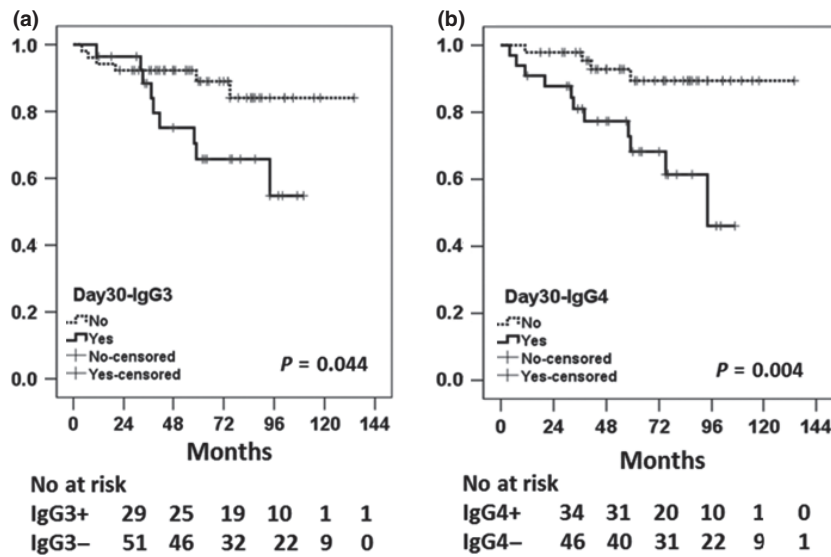 (a)
1.0
0.8
0.6
0.4
0.2
0.0
Day30-IgG3
No
Yes
No-censored
Yes-censored
P = 0.044
0 24 48 72 96 120 144
Months
No at risk
IgG3+ 29 25 19 10 1 1
IgG3– 51 46 32 22 9 0
(b)
1.0
0.8
0.6
0.4
0.2
0.0
Day30-IgG4
No
Yes
No-censored
Yes-censored
P = 0.004
0 24 48 72 96 120 144
Months
No at risk
IgG4+ 34 31 20 10 1 0
IgG4– 46 40 31 22 9 1